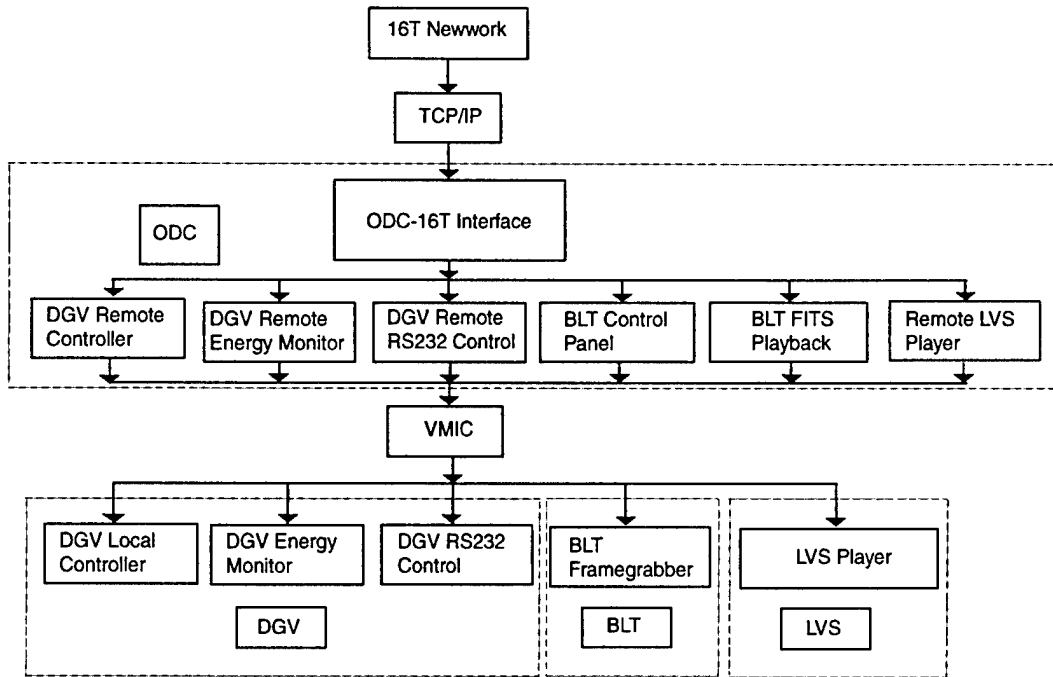 16T Newwork
TCP/IP
ODC-16T Interface
ODC
DGV Remote
Controller
DGV Remote
Energy Monitor
DGV Remote
RS232 Control
BLT Control
Panel
BLT FITS
Playback
Remote LVS
Player
VMIC
DGV Local
Controller
DGV Energy
Monitor
DGV RS232
Control
BLT
Framegrabber
LVS Player
DGV
BLT
LVS